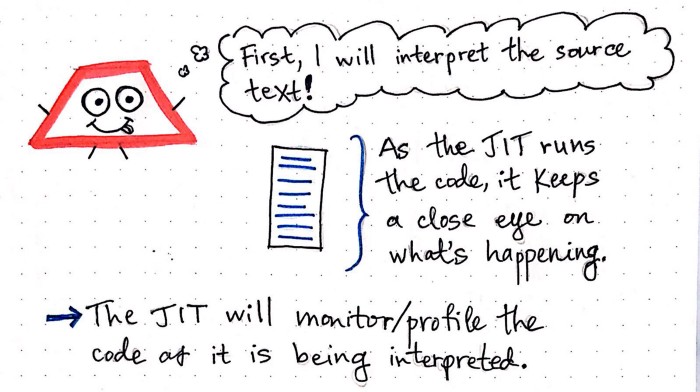 First, I will interpret the source
text!
As the JIT runs
the code, it keeps
a close eye on
what's happening.
→ The JIT will monitor/profile the
code as it is being interpreted.